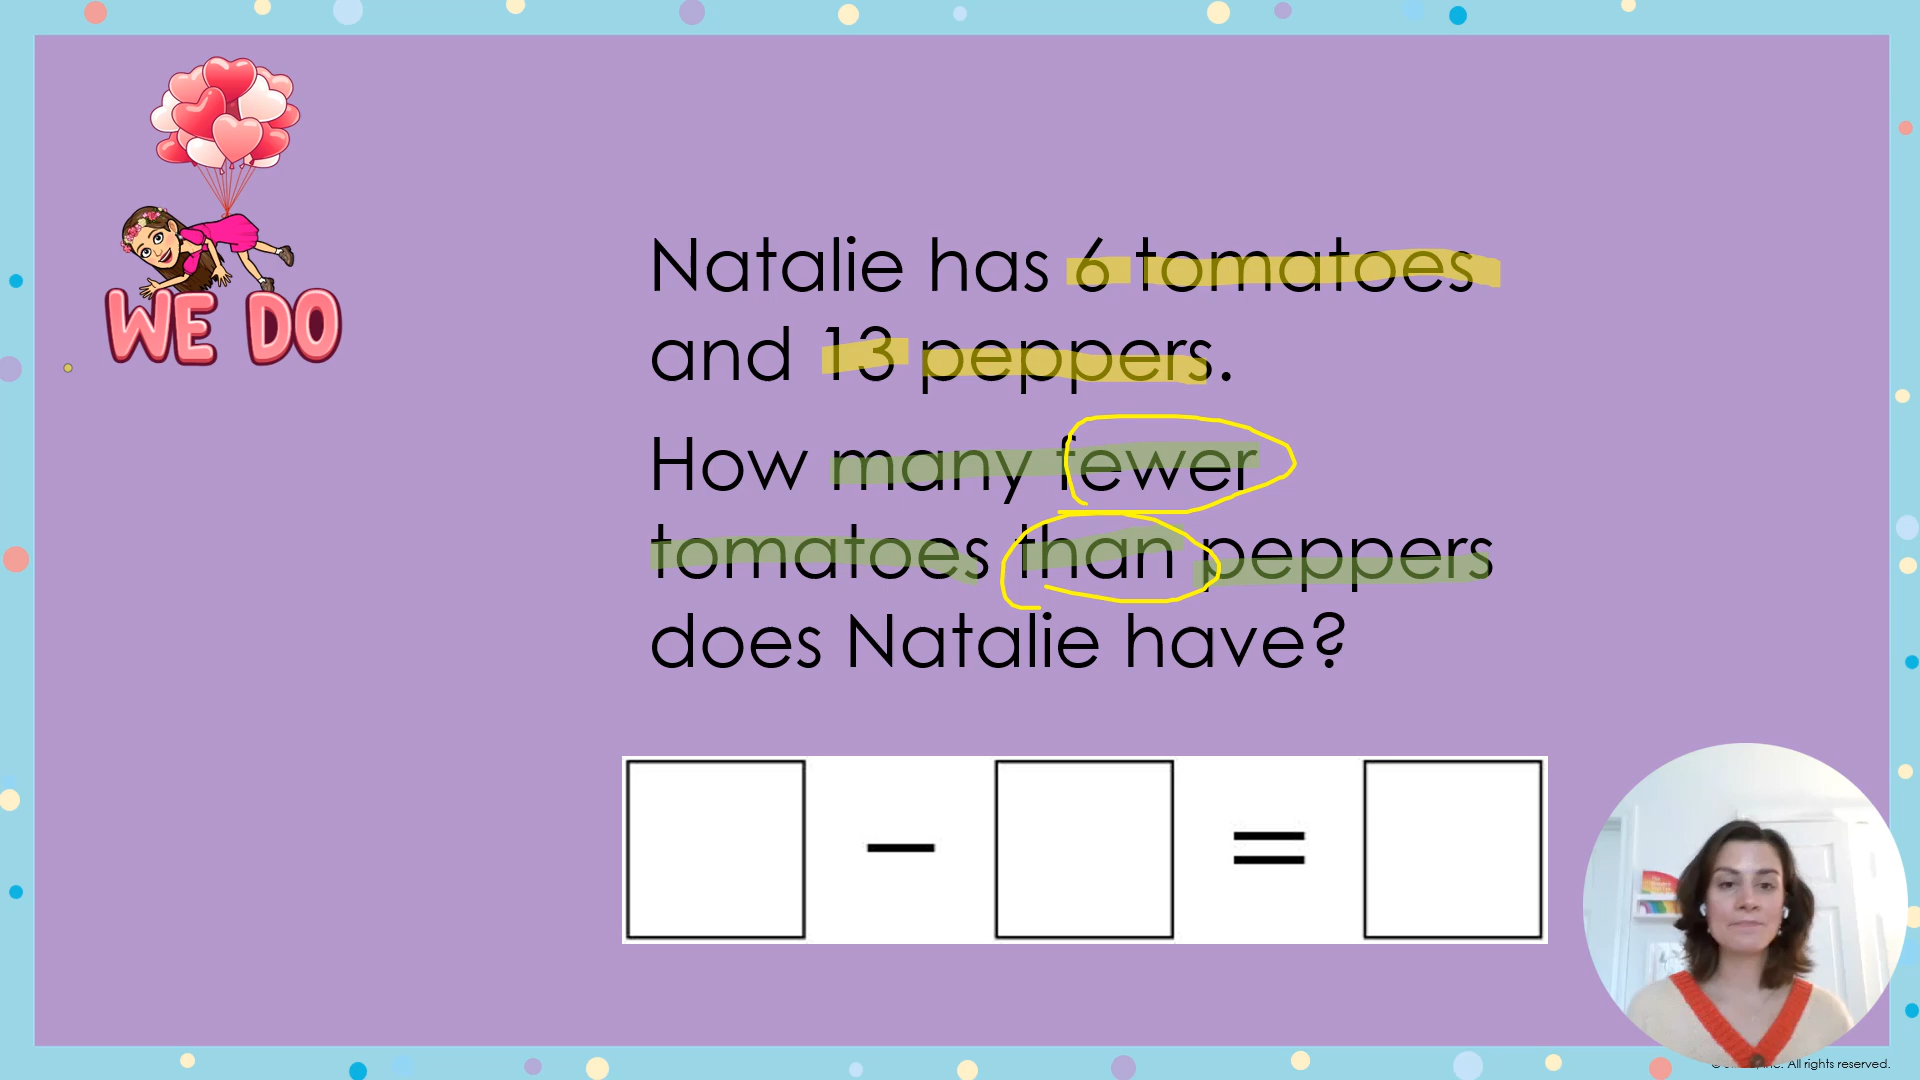 WE DO
Natalie has 6 tomatoes
and 13 peppers.
How many fewer
tomatoes than peppers
does Natalie have?
− =
All rights reserved.